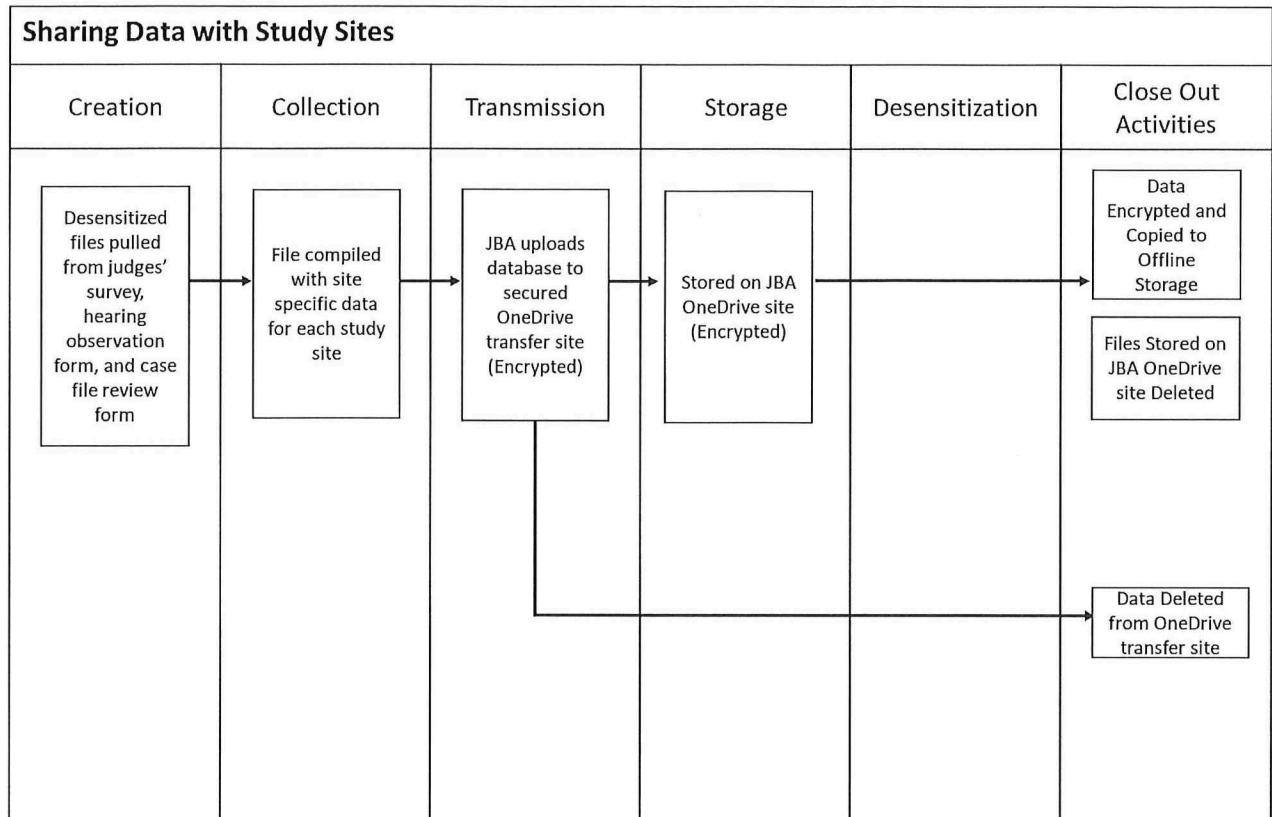 Sharing Data with Study Sites
Creation
Collection
Transmission
Storage
Desensitization
Close Out
Activities
Desensitized
files pulled
from judges'
survey,
hearing
observation
form, and case
file review
form
File compiled
with site
specific data
for each study
site
JBA uploads
database to
secured
OneDrive
transfer site
(Encrypted)
Stored on JBA
OneDrive site
(Encrypted)
Data
Encrypted and
Copied to
Offline
Storage
Files Stored on
JBA OneDrive
site Deleted
Data Deleted
from OneDrive
transfer site